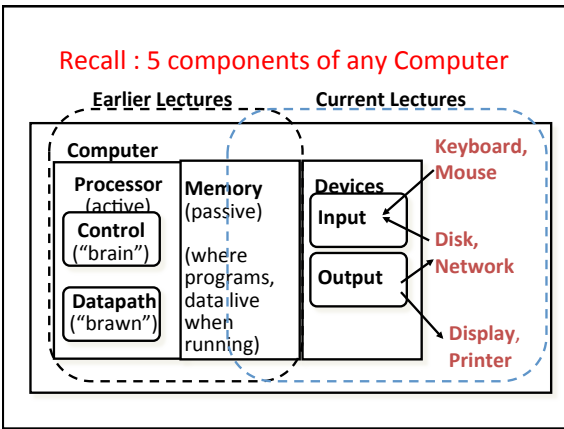 Recall : 5 components of any Computer
Earlier Lectures
Current Lectures
Computer
Processor
(active)
Control
("brain")
Datapath
("brawn")
Memory
(passive)
(where
programs,
data live
when
running)
Devices
Input
Output
Keyboard,
Mouse
Disk,
Network
Display,
Printer